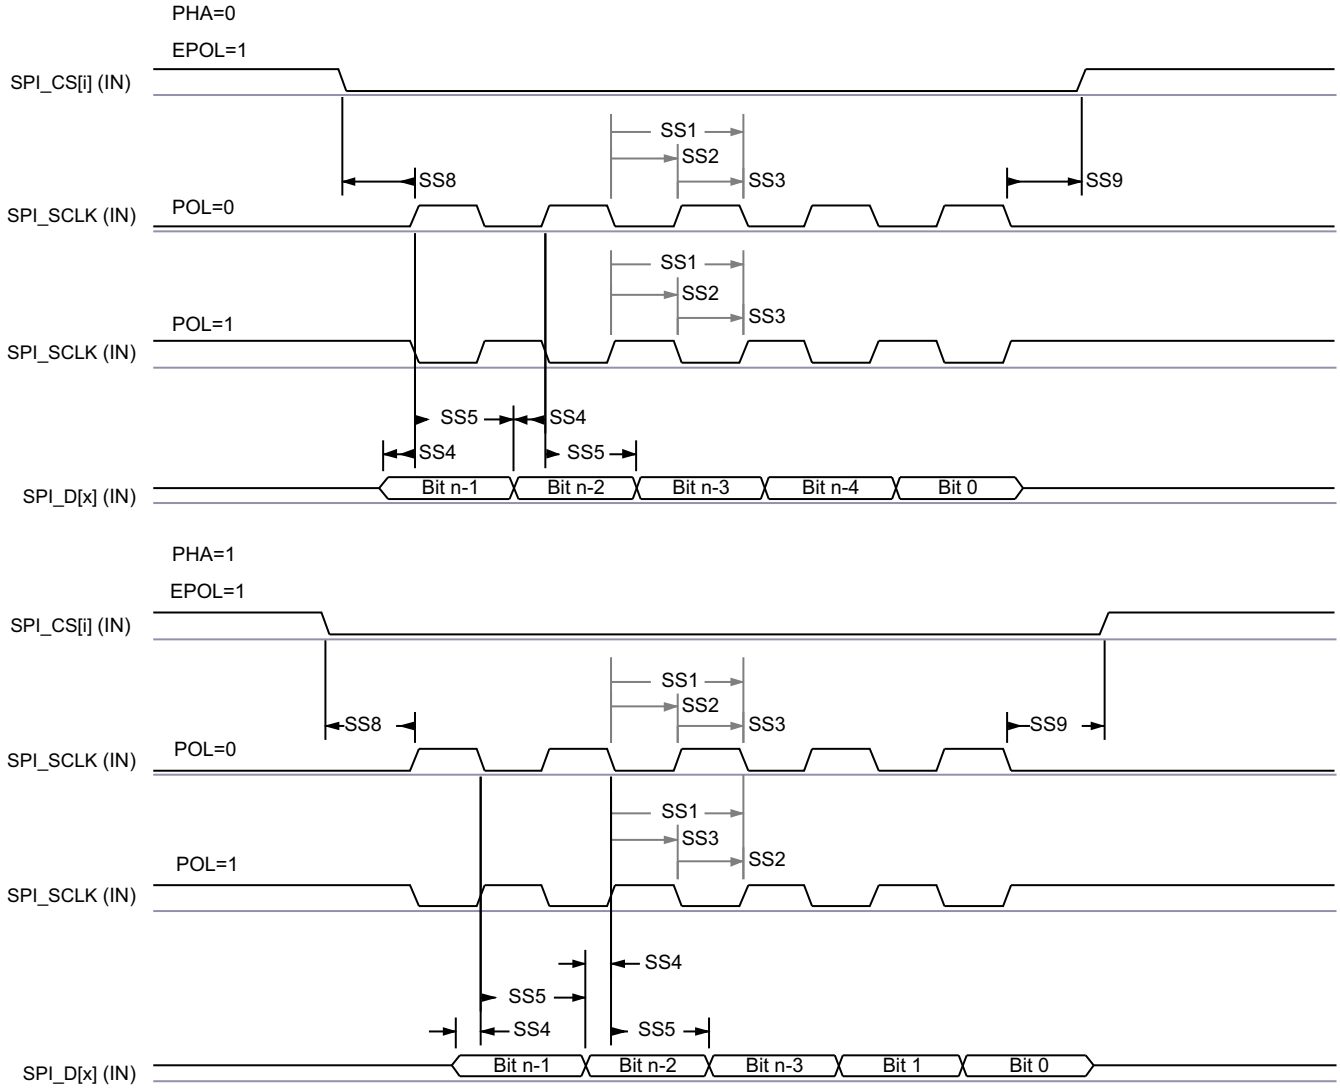 PHA=0
EPOL=1
SPI_CS[i] (IN)
SS1
SS2
SS8
SS3
SS9
POL=0
SPI_SCLK (IN)
SS1
SS2
SS3
POL=1
SPI_SCLK (IN)
SS5
SS4
SS4
SS5
SPI_D[x] (IN)
Bit n-1
Bit n-2
Bit n-3
Bit n-4
Bit 0
PHA=1
EPOL=1
SPI_CS[i] (IN)
SS1
SS2
SS8
SS3
SS9
POL=0
SPI_SCLK (IN)
SS1
SS3
SS2
POL=1
SPI_SCLK (IN)
SS4
SS5
SS4
SS5
SPI_D[x] (IN)
Bit n-1
Bit n-2
Bit n-3
Bit 1
Bit 0